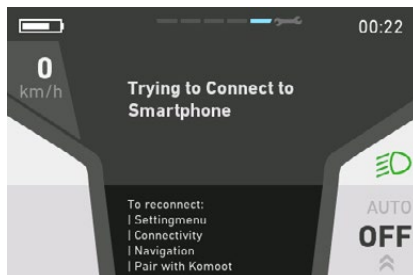 00:22
0
km/h
Trying to Connect to
Smartphone
To reconnect:
| Settingmenu
| Connectivity
| Navigation
| Pair with Komoot
AUTO
OFF